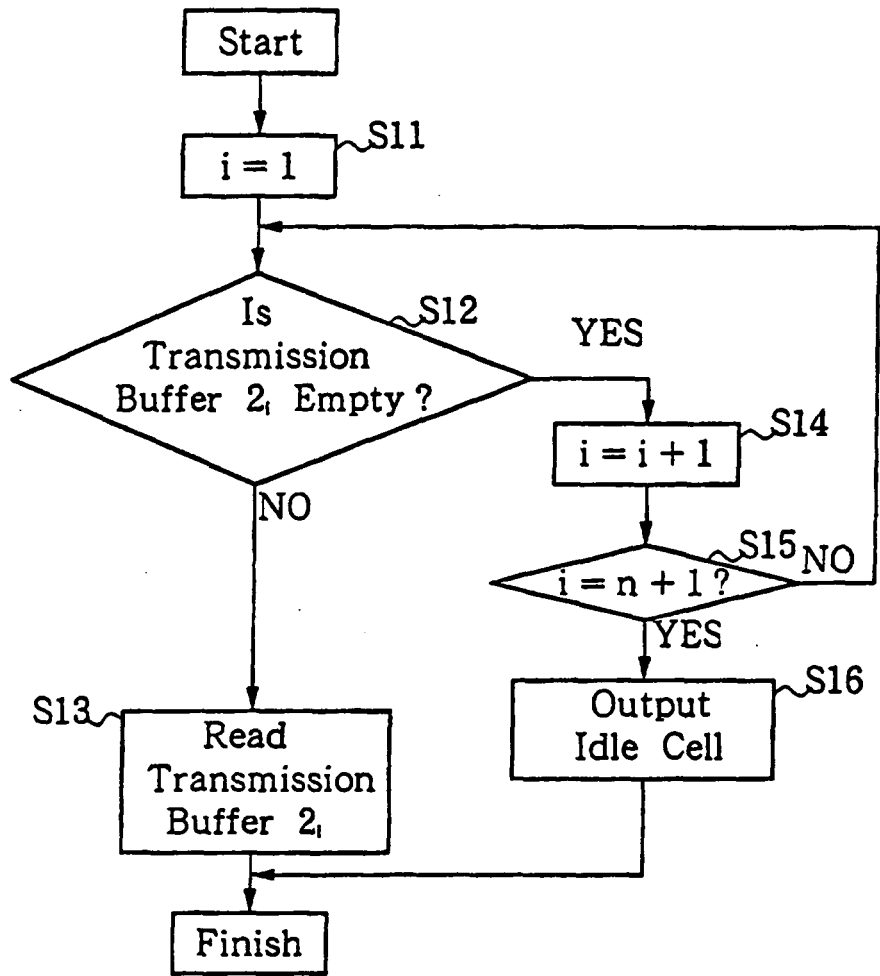 Start
S11
i = 1
S12
Is
Transmission
Buffer 2ᵢ Empty ?
YES
S14
i = i + 1
NO
S15
i = n + 1 ?
NO
YES
S13
Read
Transmission
Buffer 2ᵢ
S16
Output
Idle Cell
Finish